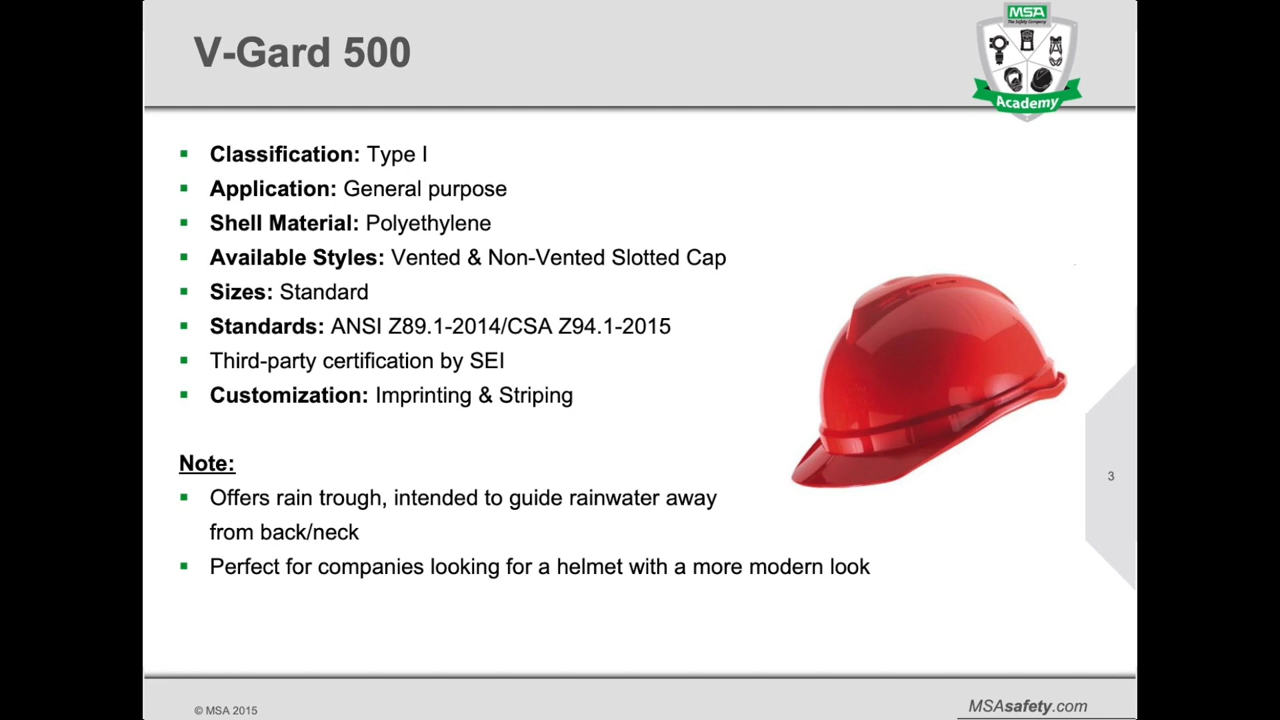 V-Gard 500
MSA
The Safety Company
Academy
Classification: Type I
Application: General purpose
Shell Material: Polyethylene
Available Styles: Vented & Non-Vented Slotted Cap
Sizes: Standard
Standards: ANSI Z89.1-2014/CSA Z94.1-2015
Third-party certification by SEI
Customization: Imprinting & Striping
Note:
Offers rain trough, intended to guide rainwater away
from back/neck
Perfect for companies looking for a helmet with a more modern look
3
© MSA 2015
MSAsafety.com